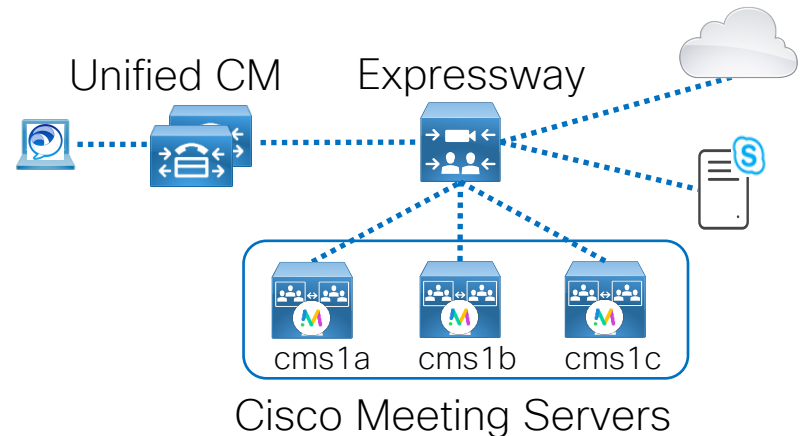 Unified CM
Expressway
S
M
M
M
cms1a
cms1b
cms1c
Cisco Meeting Servers